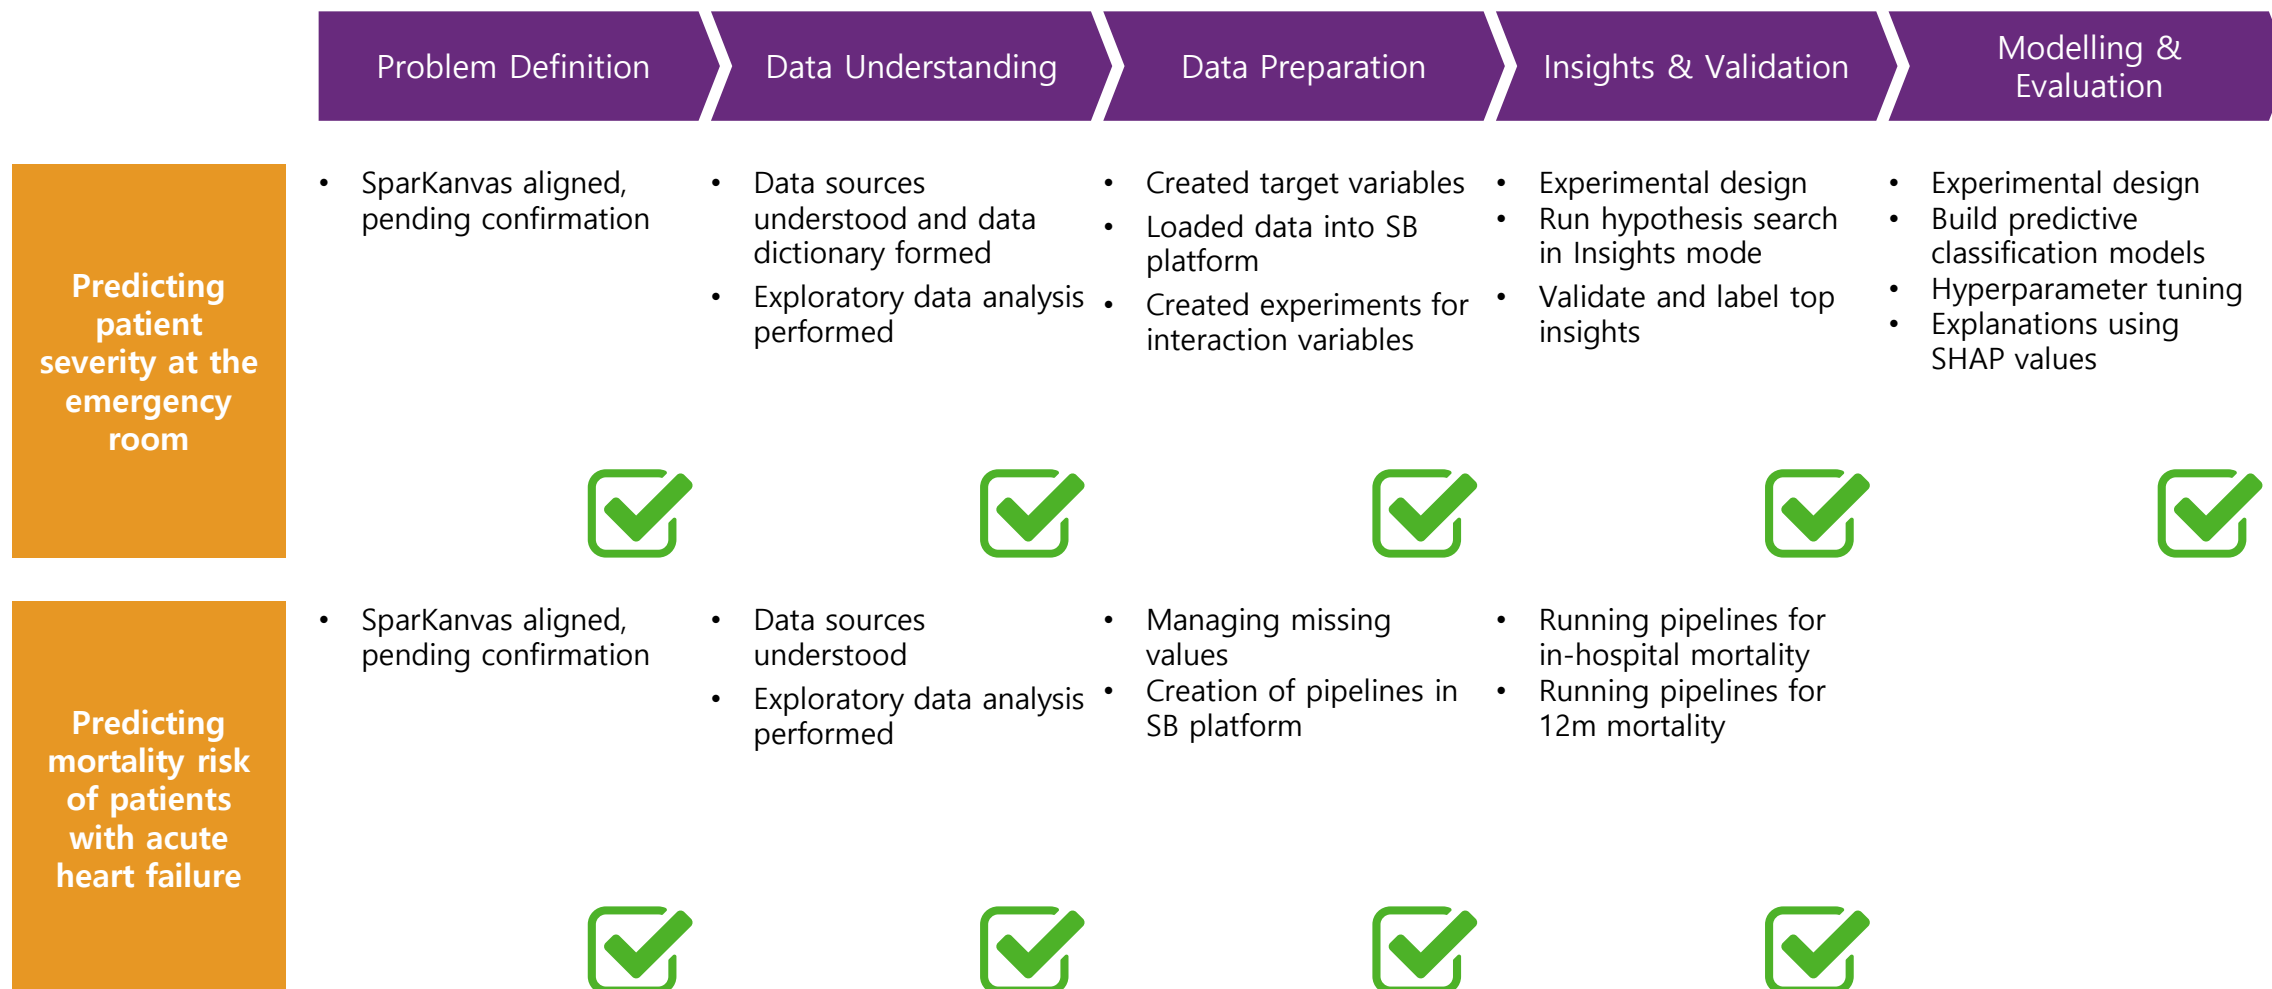 Problem Definition
Data Understanding
Data Preparation
Insights & Validation
Modelling &
Evaluation
Predicting
patient
severity at the
emergency
room
• SparKanvas aligned,
pending confirmation
• Data sources
understood and data
dictionary formed
• Exploratory data analysis
performed
• Created target variables
• Loaded data into SB
platform
• Created experiments for
interaction variables
• Experimental design
• Run hypothesis search
in Insights mode
• Validate and label top
insights
• Experimental design
• Build predictive
classification models
• Hyperparameter tuning
• Explanations using
SHAP values
Predicting
mortality risk
of patients
with acute
heart failure
• SparKanvas aligned,
pending confirmation
• Data sources
understood
• Exploratory data analysis
performed
• Managing missing
values
• Creation of pipelines in
SB platform
• Running pipelines for
in-hospital mortality
• Running pipelines for
12m mortality